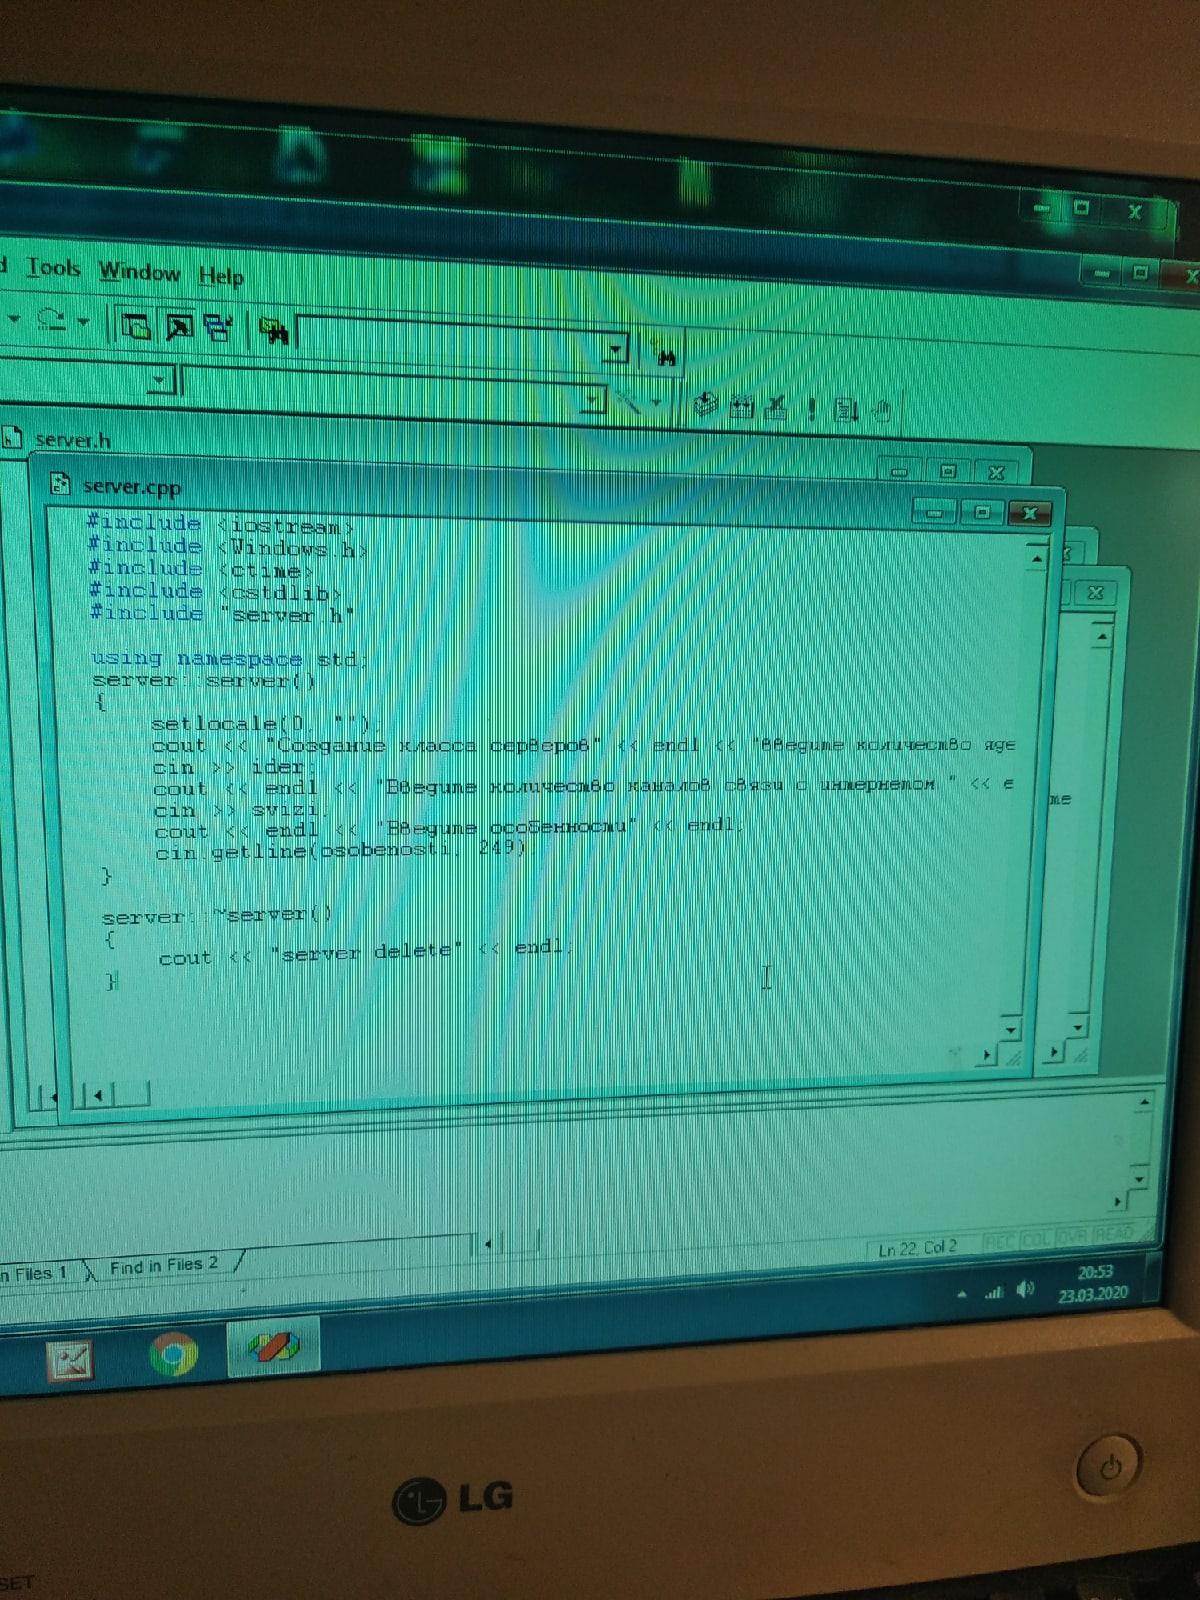 Tools Window Help
server.h
server.cpp
#include <iostream>
#include <Windows.h>
#include <ctime>
#include <cstdlib>
#include "server.h"
using namespace std;
server::server()
{
setlocale(0, "");
cout << "Создание класса серверов" << endl << "Введите количество яде
cin >> ider;
cout << endl << "Введите количество каналов связи с интернетом " << e
cin >> svizi;
cout << endl << "Введите особенности" << endl;
cin.getline(osobenosti, 249);
}
server::~server()
{
cout << "server delete" << endl;
}
те
n Files 1
Find in Files 2
Ln 22, Col 2
REC COL OVR READ
20:53
23.03.2020
LG
SET